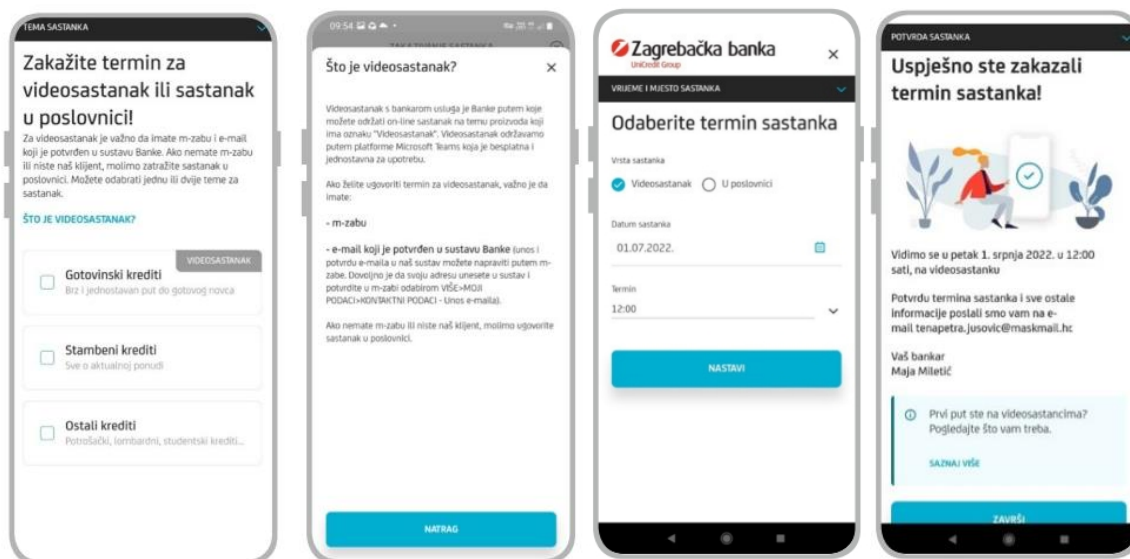 TEMA SASTANKA
Zakažite termin za
videosastanak ili sastanak
u poslovnici!
Za videosastanak je važno da imate m-zabu i e-mail
koji je potvrđen u sustavu Banke. Ako nemate m-zabu
ili niste naš klijent, molimo zatražite sastanak u
poslovnici. Možete odabrati jednu ili dvije teme za
sastanak.
ŠTO JE VIDEOSASTANAK?
VIDEOSASTANAK
Gotovinski krediti
Brz i jednostavan put do gotovog novca
Stambeni krediti
Sve o aktualnoj ponudi
Ostali krediti
Potrošački, lombardni, studentski krediti...
09:54
Što je videosastanak?
Videosastanak s bankarom usluga je Banke putem koje
možete održati on-line sastanak na temu proizvoda koji
ima oznaku "Videosastanak". Videosastanak održavamo
putem platforme Microsoft Teams koja je besplatna i
jednostavna za upotrebu.
Ako želite ugovoriti termin za videosastanak, važno je da
imate:
- m-zabu
- e-mail koji je potvrđen u sustavu Banke (unos i
potvrdu e-maila u naš sustav možete napraviti putem m-
zabe. Dovoljno je da svoju adresu unesete u sustav i
potvrdite u m-zabi odabirom VIŠE>MOJI
PODACI>KONTAKTNI PODACI - Unos e-maila).
Ako nemate m-zabu ili niste naš klijent, molimo ugovorite
sastanak u poslovnici.
NATRAG
Zagrebačka banka
UniCredit Group
VRIJEME I MJESTO SASTANKA
Odaberite termin sastanka
Vrsta sastanka
Videosastanak U poslovnici
Datum sastanka
01.07.2022.
Termin
12:00
NASTAVI
POTVRDA SASTANKA
Uspješno ste zakazali
termin sastanka!
Vidimo se u petak 1. srpnja 2022. u 12:00
sati, na videosastanku
Potvrdu termina sastanka i sve ostale
informacije poslali smo vam na e-
mail tenapetra.jusovic@maskmail.hc
Vaš bankar
Maja Miletić
Prvi put ste na videosastancima?
Pogledajte što vam treba.
SAZNAJ VIŠE
ZAVRŠI